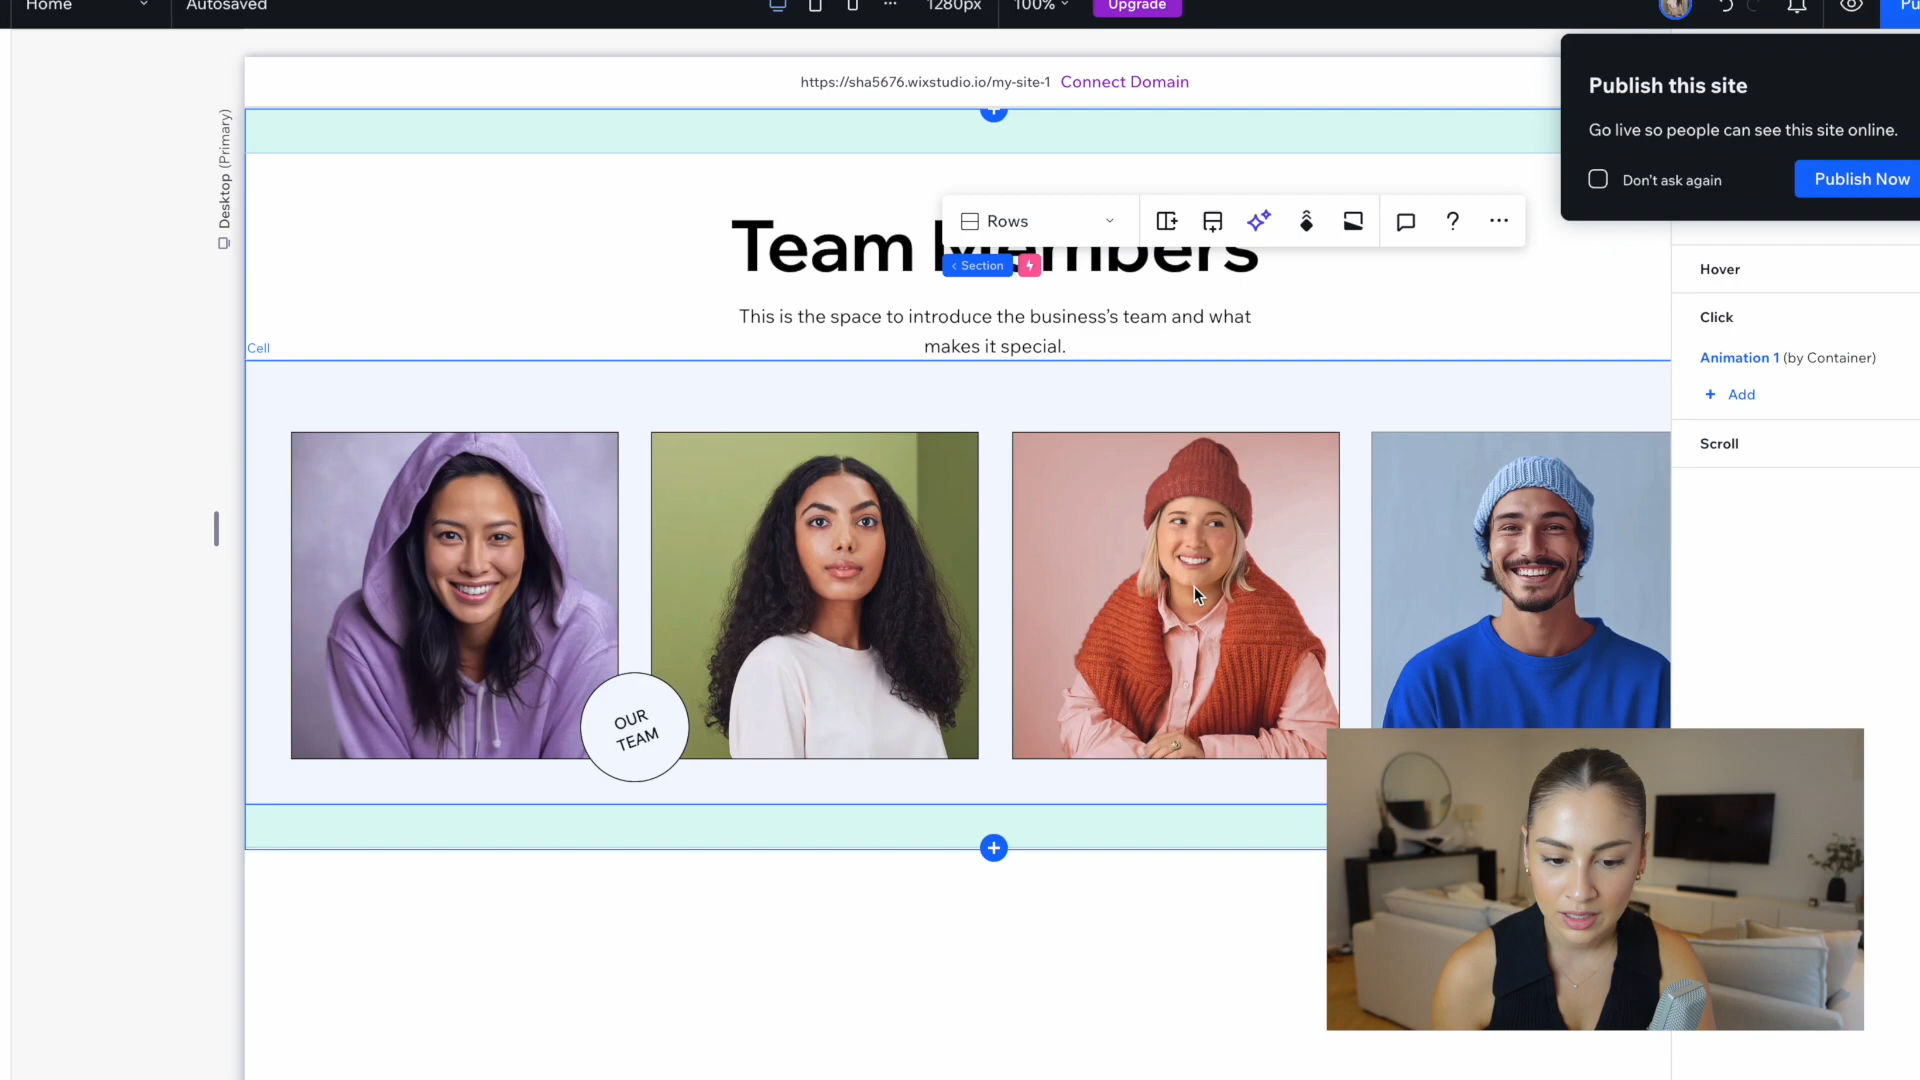 Home
Autosaved
1280px
100%
Upgrade
Pu
https://sha5676.wixstudio.io/my-site-1 Connect Domain
Publish this site
Go live so people can see this site online.
Don't ask again
Publish Now
Desktop (Primary)
Rows
?
Team Members
< Section
This is the space to introduce the business's team and what
makes it special.
Cell
Hover
Click
Animation 1 (by Container)
+ Add
Scroll
OUR
TEAM